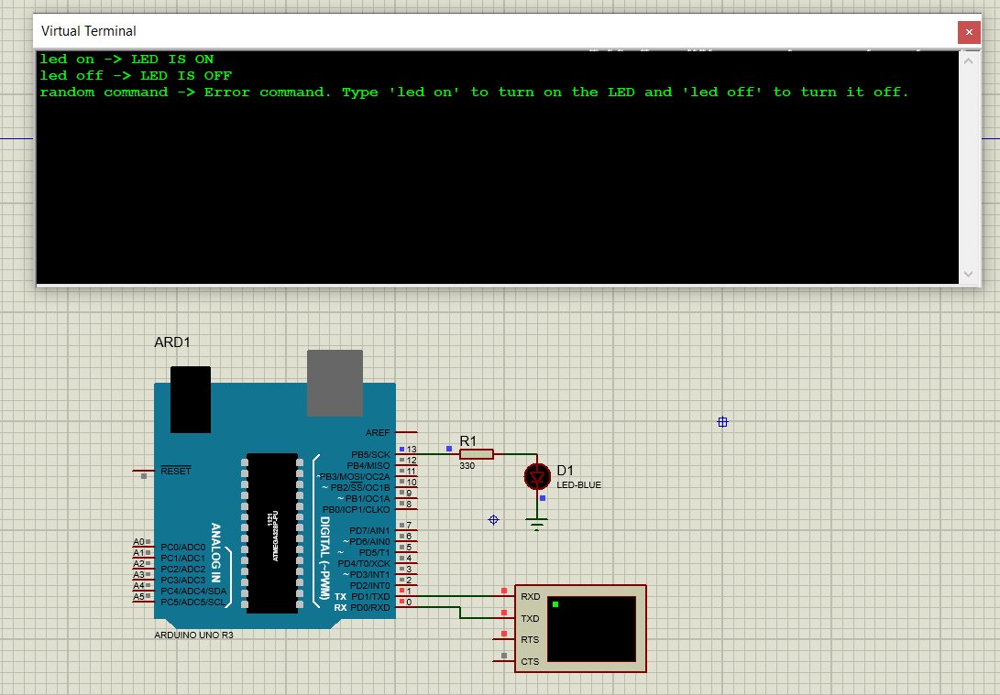 Virtual Terminal
led on -> LED IS ON
led off -> LED IS OFF
random command -> Error command. Type 'led on' to turn on the LED and 'led off' to turn it off.
ARD1
AREF
PB5/SCK 13
PB4/MISO 12
~PB3/MOSI/OC2A 11
~ PB2/SS/OC1B 10
~ PB1/OC1A 9
PB0/ICP1/CLKO 8
PD7/AIN1 7
~PD6/AIN0 6
~ PD5/T1 5
PD4/T0/XCK 4
~PD3/INT1 3
PD2/INT0 2
TX PD1/TXD 1
RX PD0/RXD 0
RESET
A0 PC0/ADC0
A1 PC1/ADC1
A2 PC2/ADC2
A3 PC3/ADC3
A4 PC4/ADC4/SDA
A5 PC5/ADC5/SCL
ANALOG IN
1121
ATMEGA328P-PU
DIGITAL (~PWM)
ARDUINO UNO R3
R1
330
D1
LED-BLUE
RXD
TXD
RTS
CTS